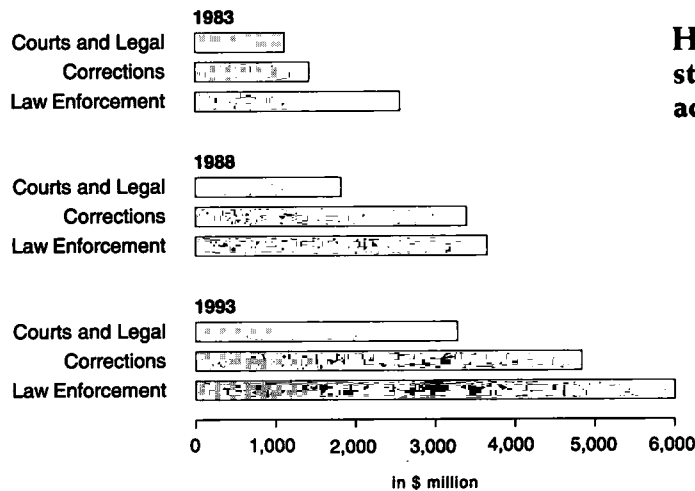 1983
Courts and Legal
Corrections
Law Enforcement
1988
Courts and Legal
Corrections
Law Enforcement
1993
Courts and Legal
Corrections
Law Enforcement
0 1,000 2,000 3,000 4,000 5,000 6,000
in $ million